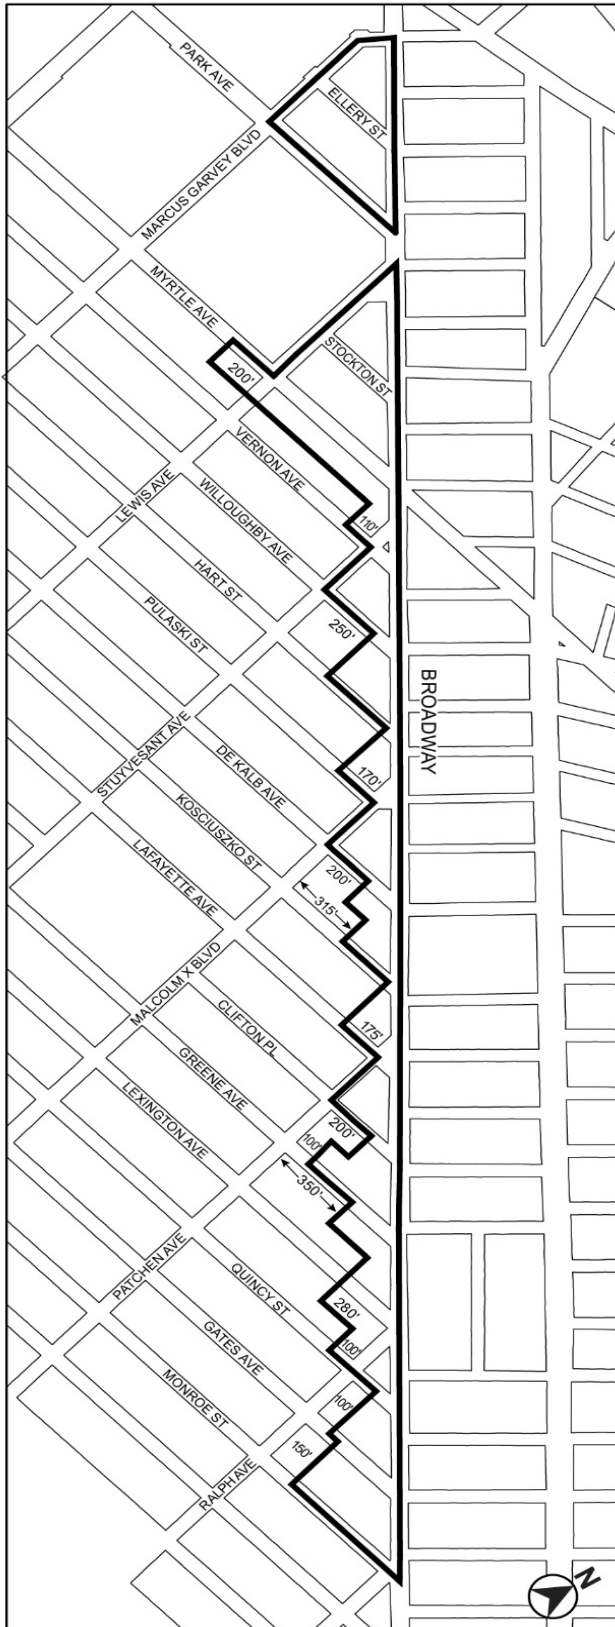 PARK AVE
ELLERY ST
MARCUS GARVEY BLVD
MYRTLE AVE
STOCKTON ST
200'
VERNON AVE
LEWIS AVE
WILLOUGHBY AVE
110'
HART ST
PULASKI ST
250'
BROADWAY
STUYVESANT AVE
DE KALB AVE
170'
KOSCIUSZKO ST
LAFAYETTE AVE
200'
315'
MALCOLM X BLVD
CLIFTON PL
175'
GREENE AVE
LEXINGTON AVE
200'
100'
350'
PATCHEN AVE
QUINCY ST
280'
GATES AVE
100'
MONROE ST
100'
150'
RALPH AVE
N